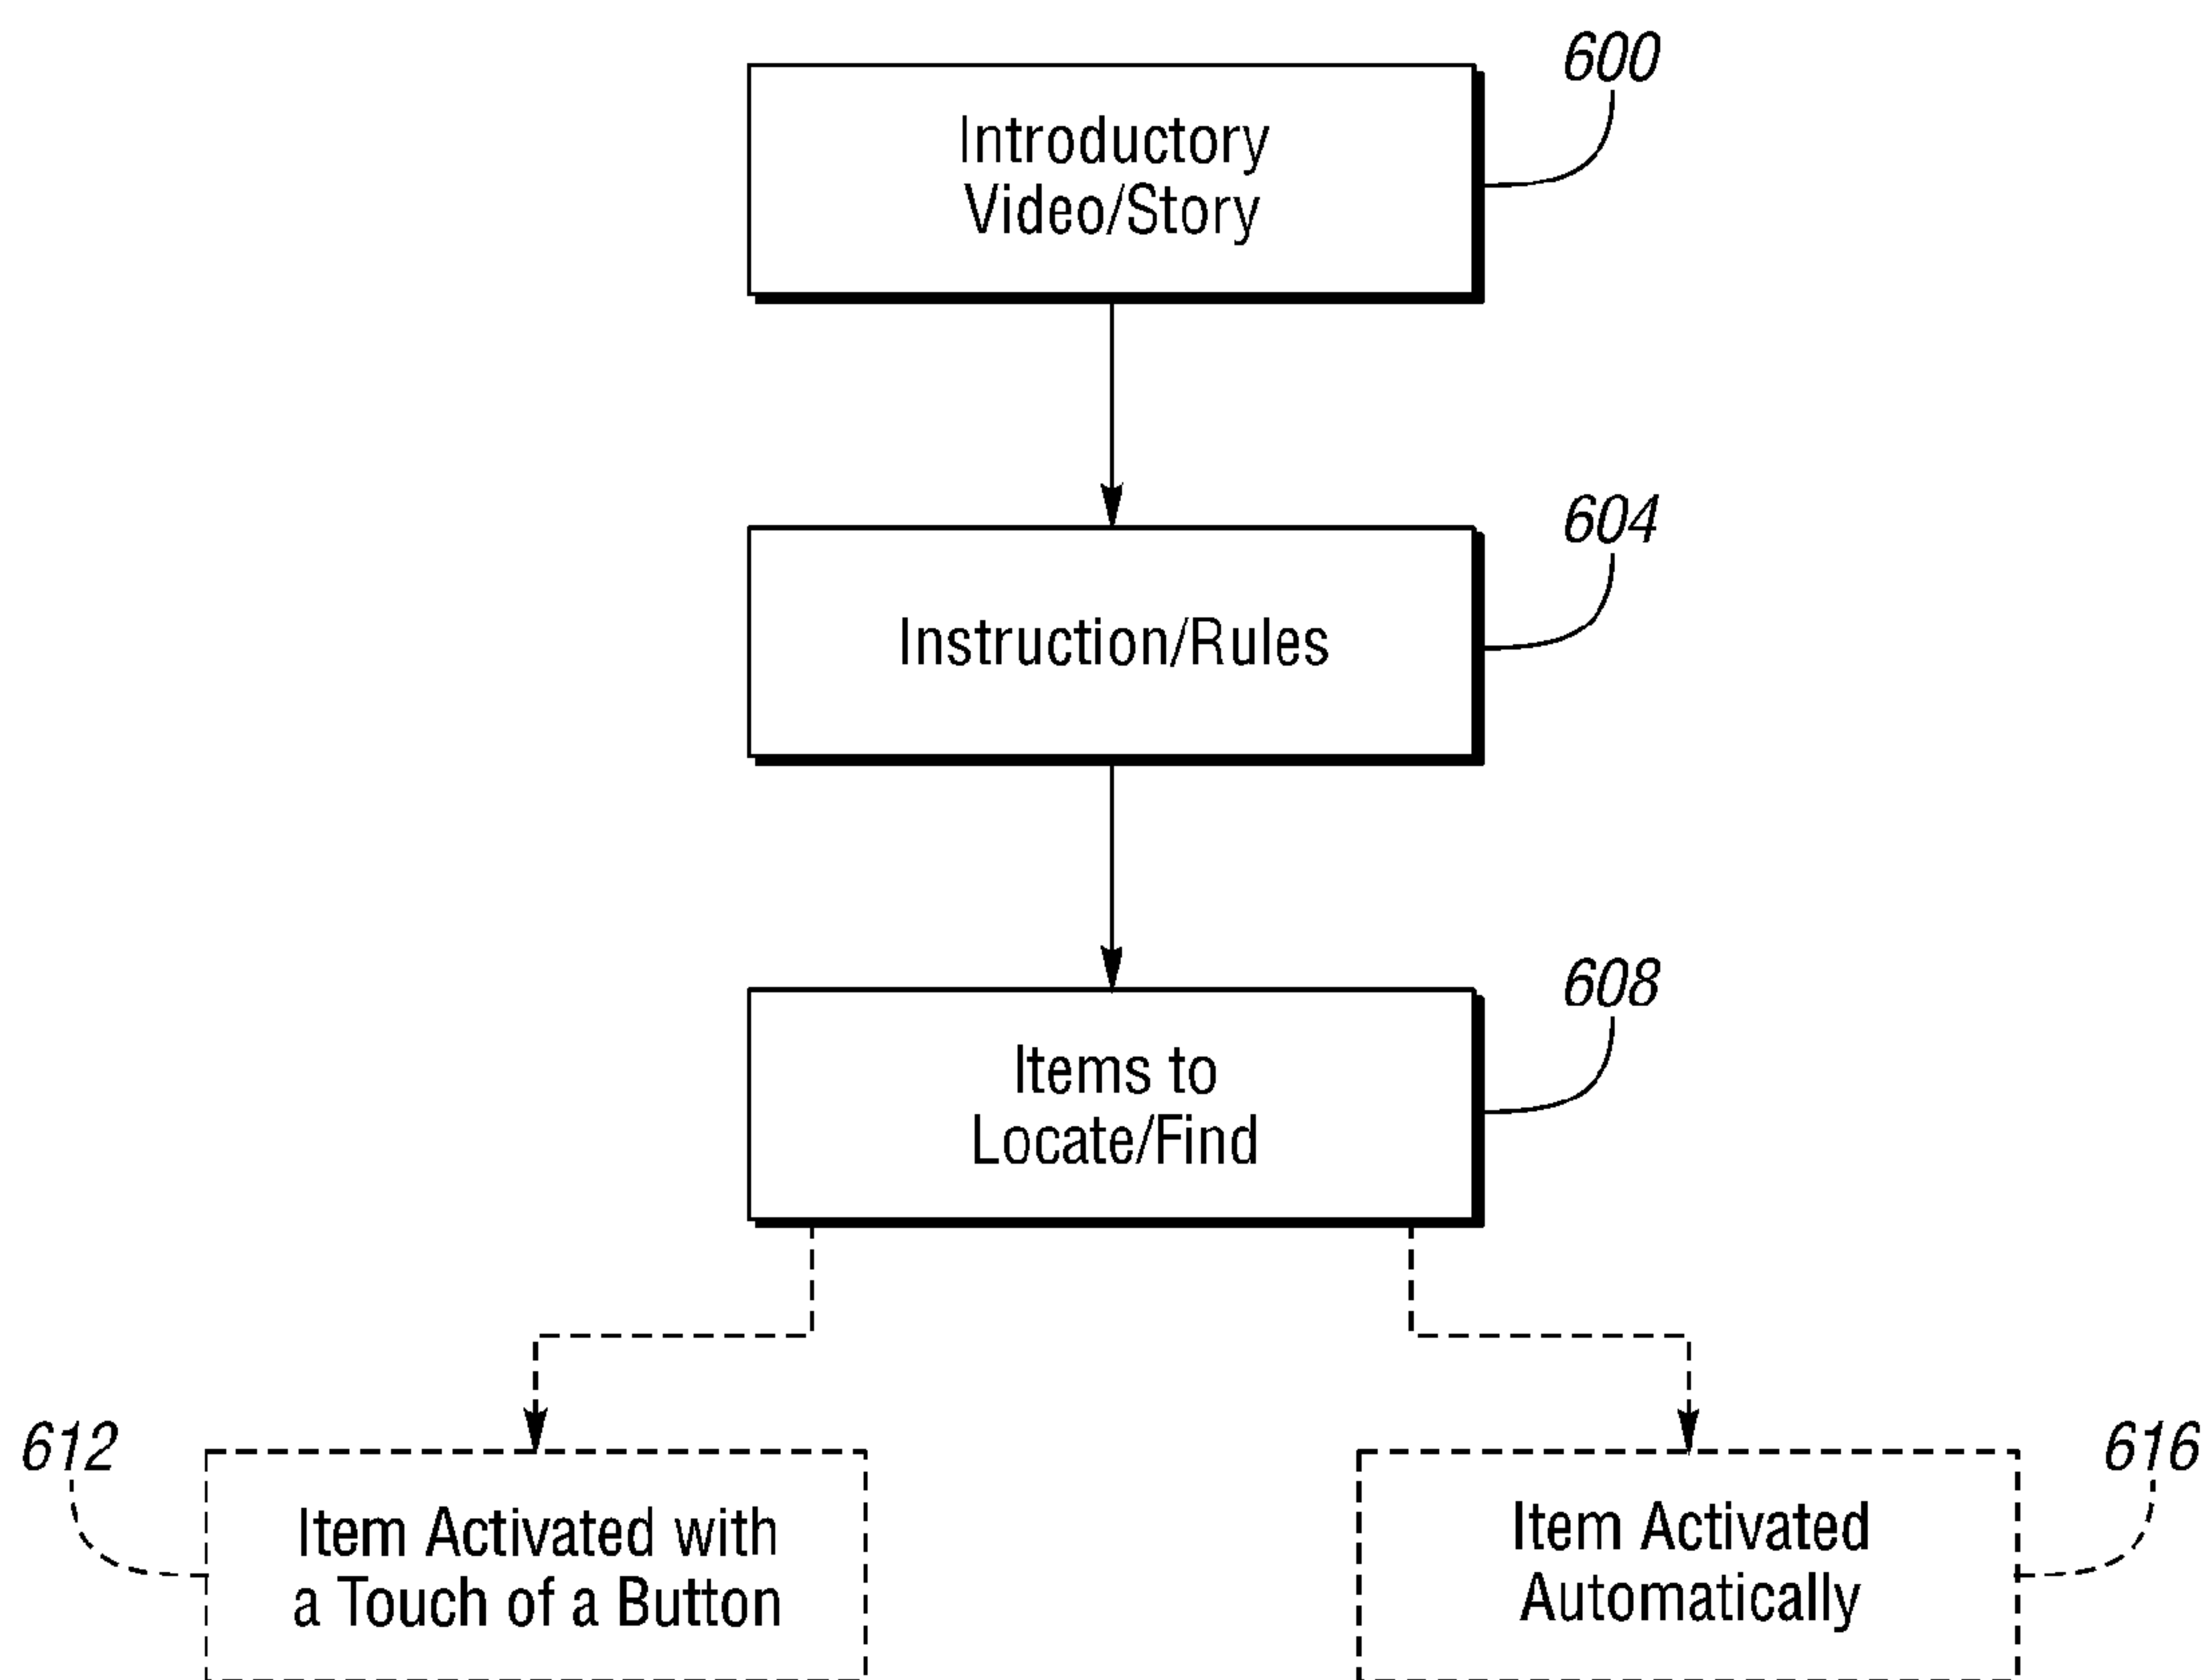 600
Introductory
Video/Story
604
Instruction/Rules
608
Items to
Locate/Find
612
Item Activated with
a Touch of a Button
616
Item Activated
Automatically